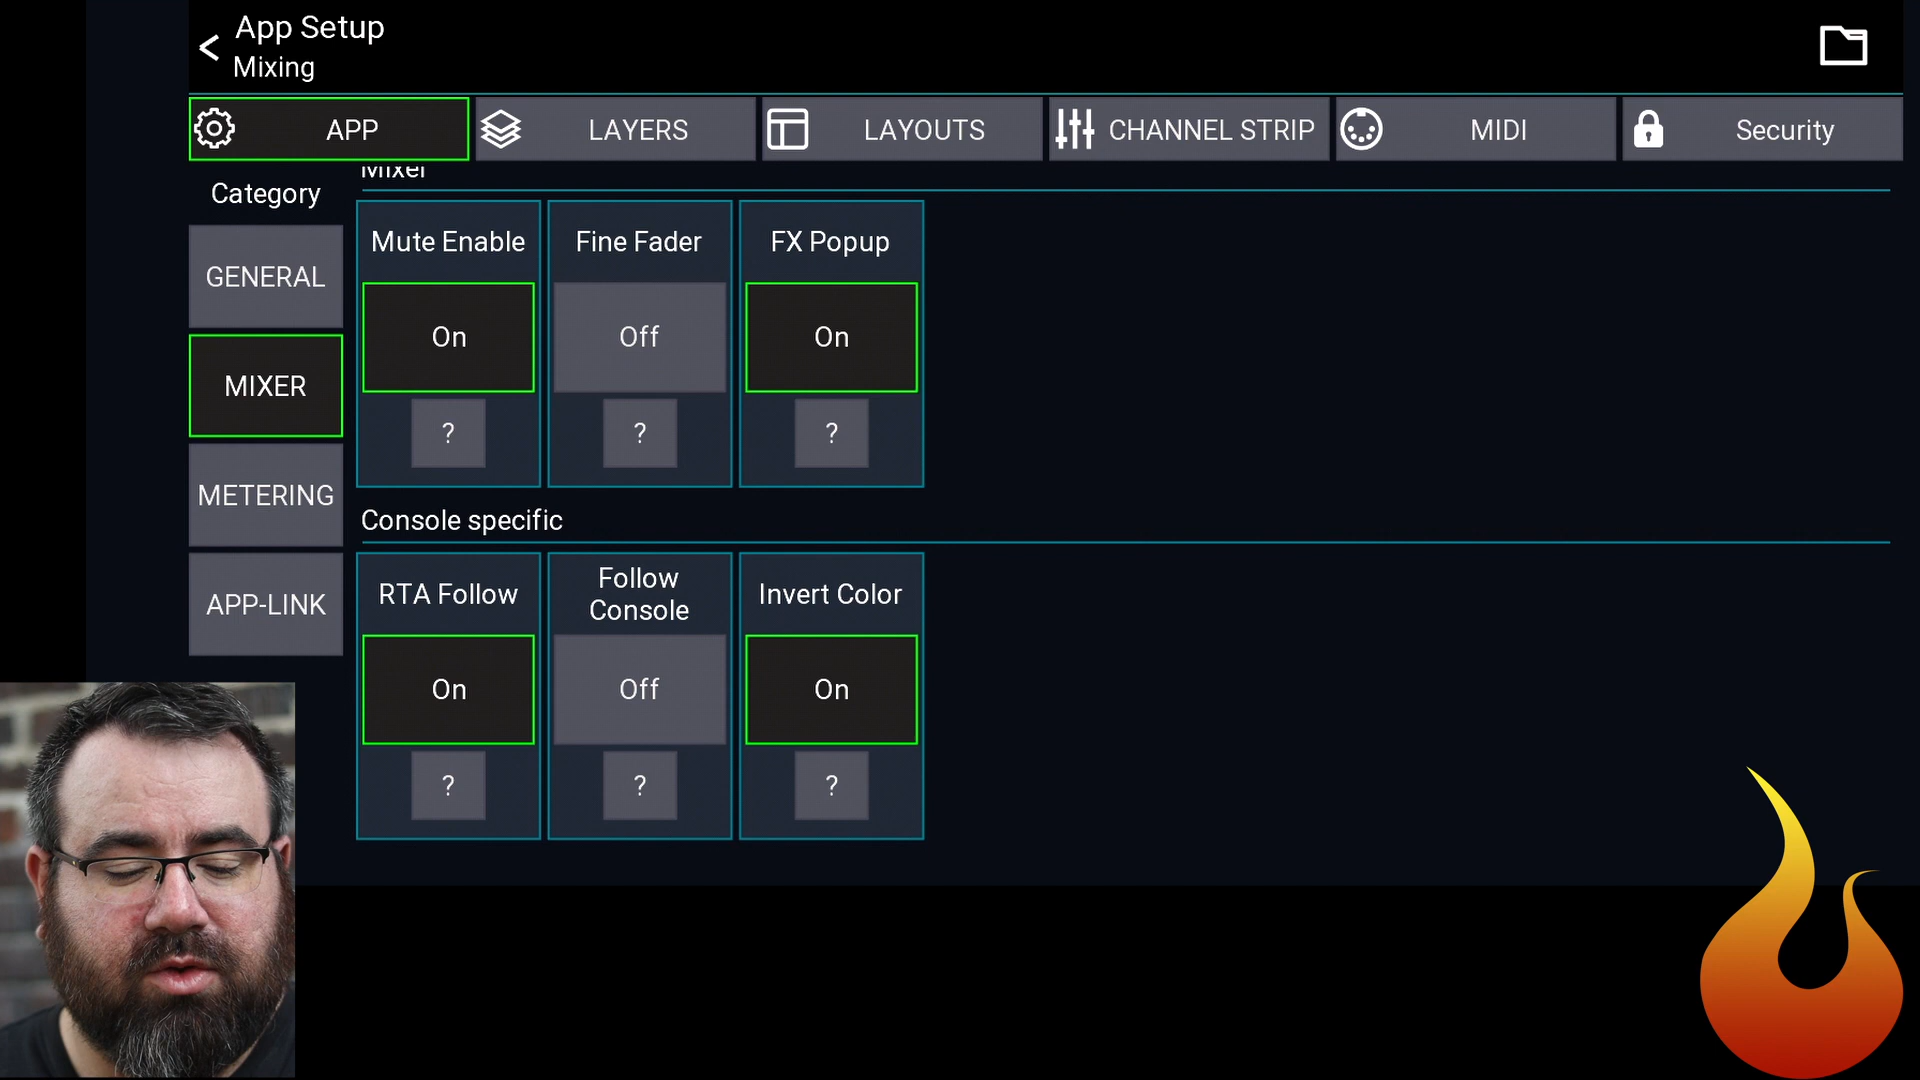 App Setup
Mixing
APP
LAYERS
LAYOUTS
CHANNEL STRIP
MIDI
Security
Category
GENERAL
MIXER
METERING
APP-LINK
Mixer
Mute Enable
Fine Fader
FX Popup
On
Off
On
?
?
?
Console specific
RTA Follow
Follow
Console
Invert Color
On
Off
On
?
?
?